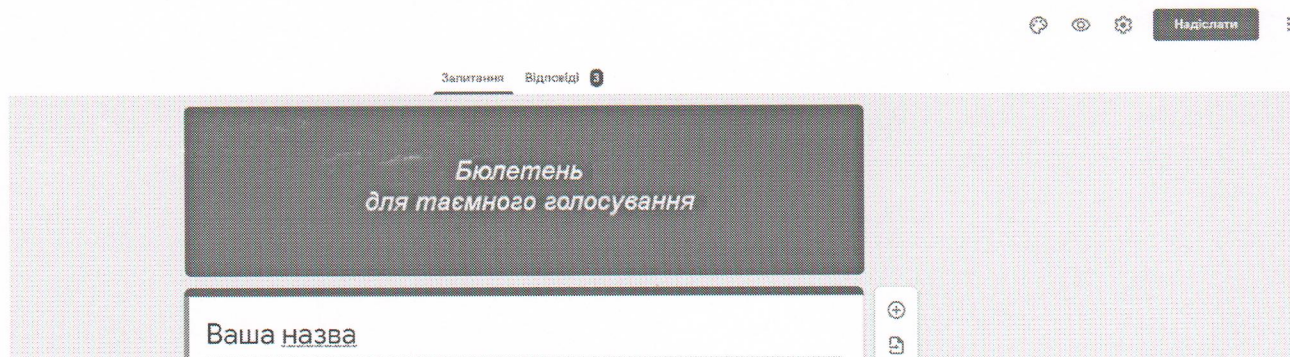 Надіслати
Запитання Відповіді 3
Бюлетень
для таємного голосування
Ваша назва